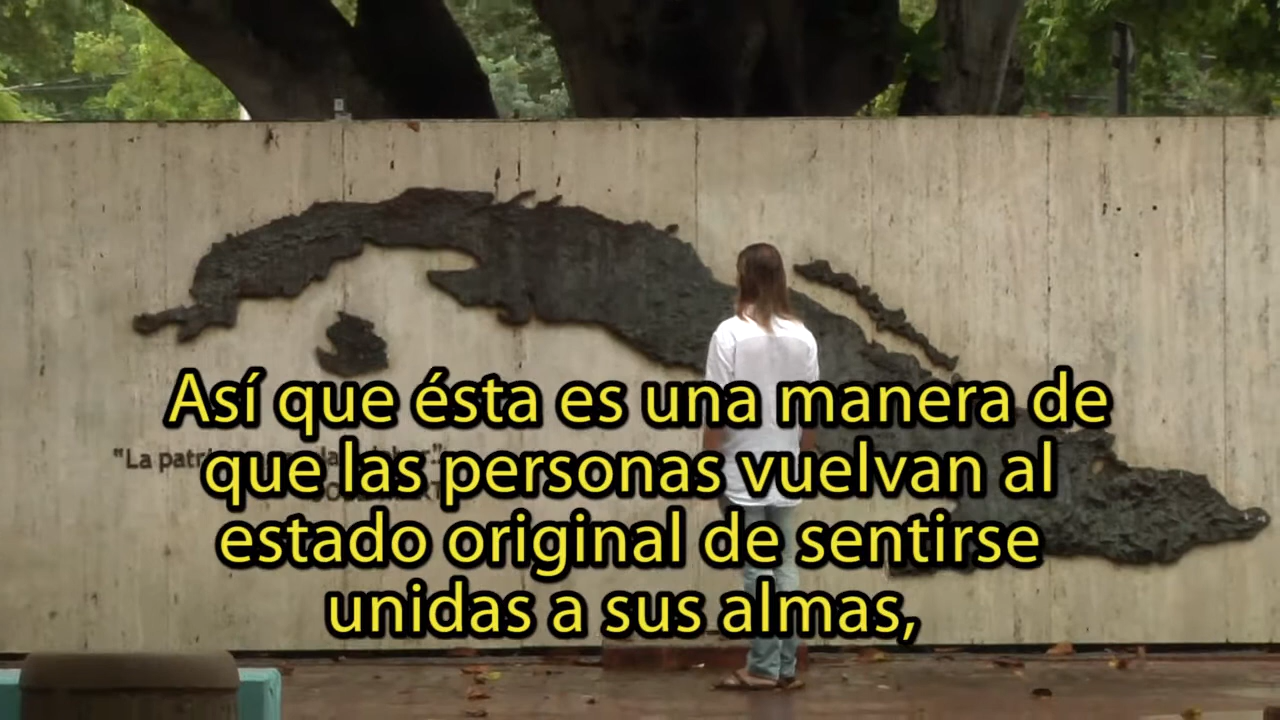 Así que ésta es una manera de
que las personas vuelvan al
estado original de sentirse
unidas a sus almas,
"La